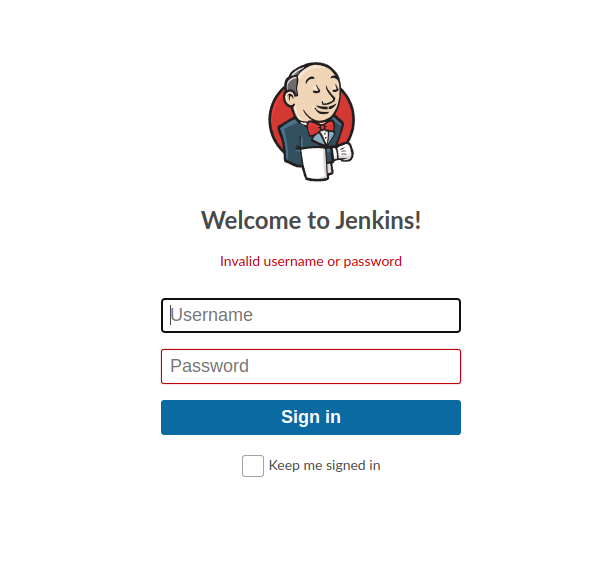 Welcome to Jenkins!
Invalid username or password
Username
Password
Sign in
Keep me signed in